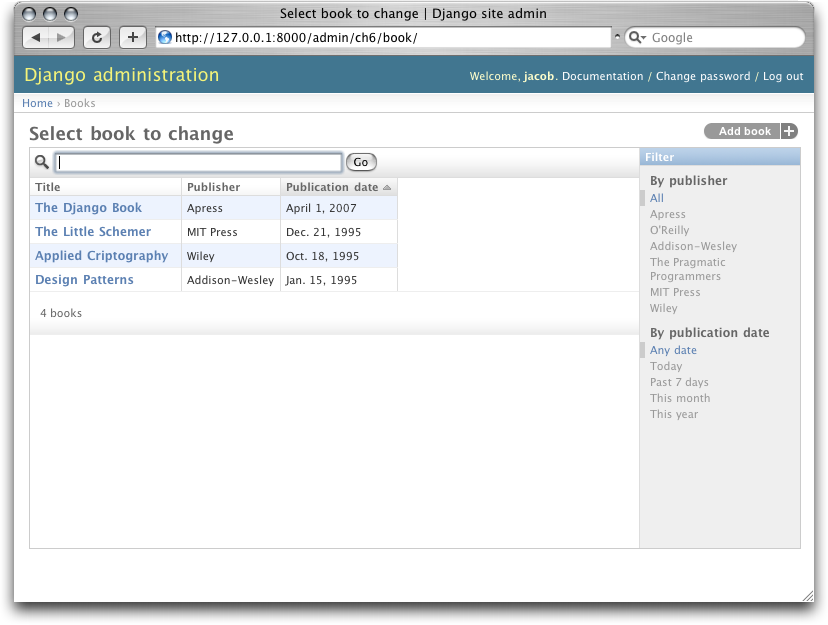 Select book to change | Django site admin
http://127.0.0.1:8000/admin/ch6/book/
Google
Django administration
Welcome, jacob. Documentation / Change password / Log out
Home › Books
Select book to change
Add book
Go
Filter
Title Publisher Publication date
The Django Book Apress April 1, 2007
The Little Schemer MIT Press Dec. 21, 1995
Applied Criptography Wiley Oct. 18, 1995
Design Patterns Addison-Wesley Jan. 15, 1995
4 books
By publisher
All
Apress
O'Reilly
Addison-Wesley
The Pragmatic
Programmers
MIT Press
Wiley
By publication date
Any date
Today
Past 7 days
This month
This year